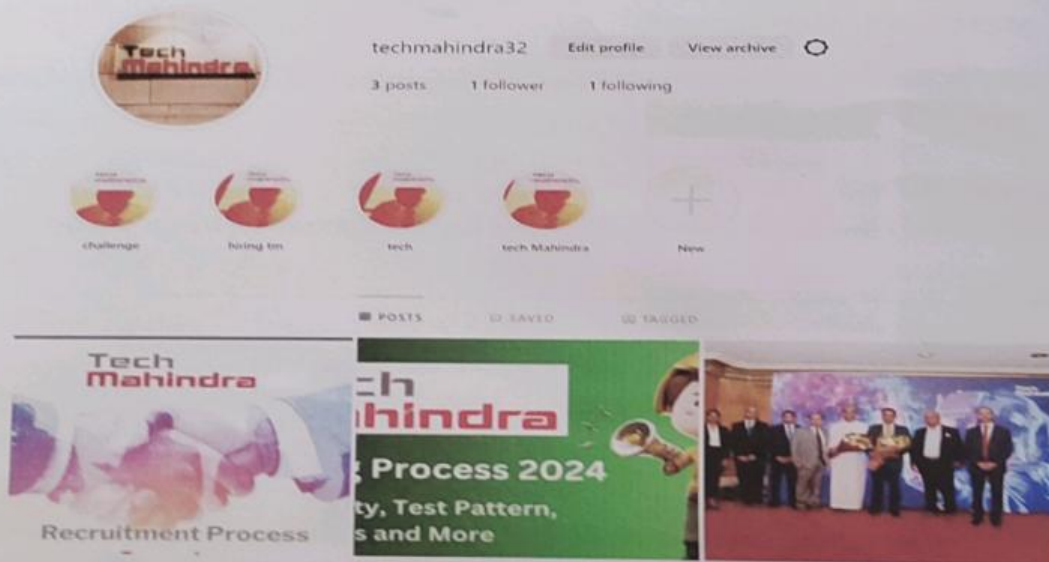 Tech
Mahindra
techmahindra32 Edit profile View archive
3 posts 1 follower 1 following
challenge
hiring tm
tech
tech Mahindra
New
POSTS
SAVED
TAGGED
Tech
Mahindra
Recruitment Process
ch
hindra
g Process 2024
ty, Test Pattern,
s and More